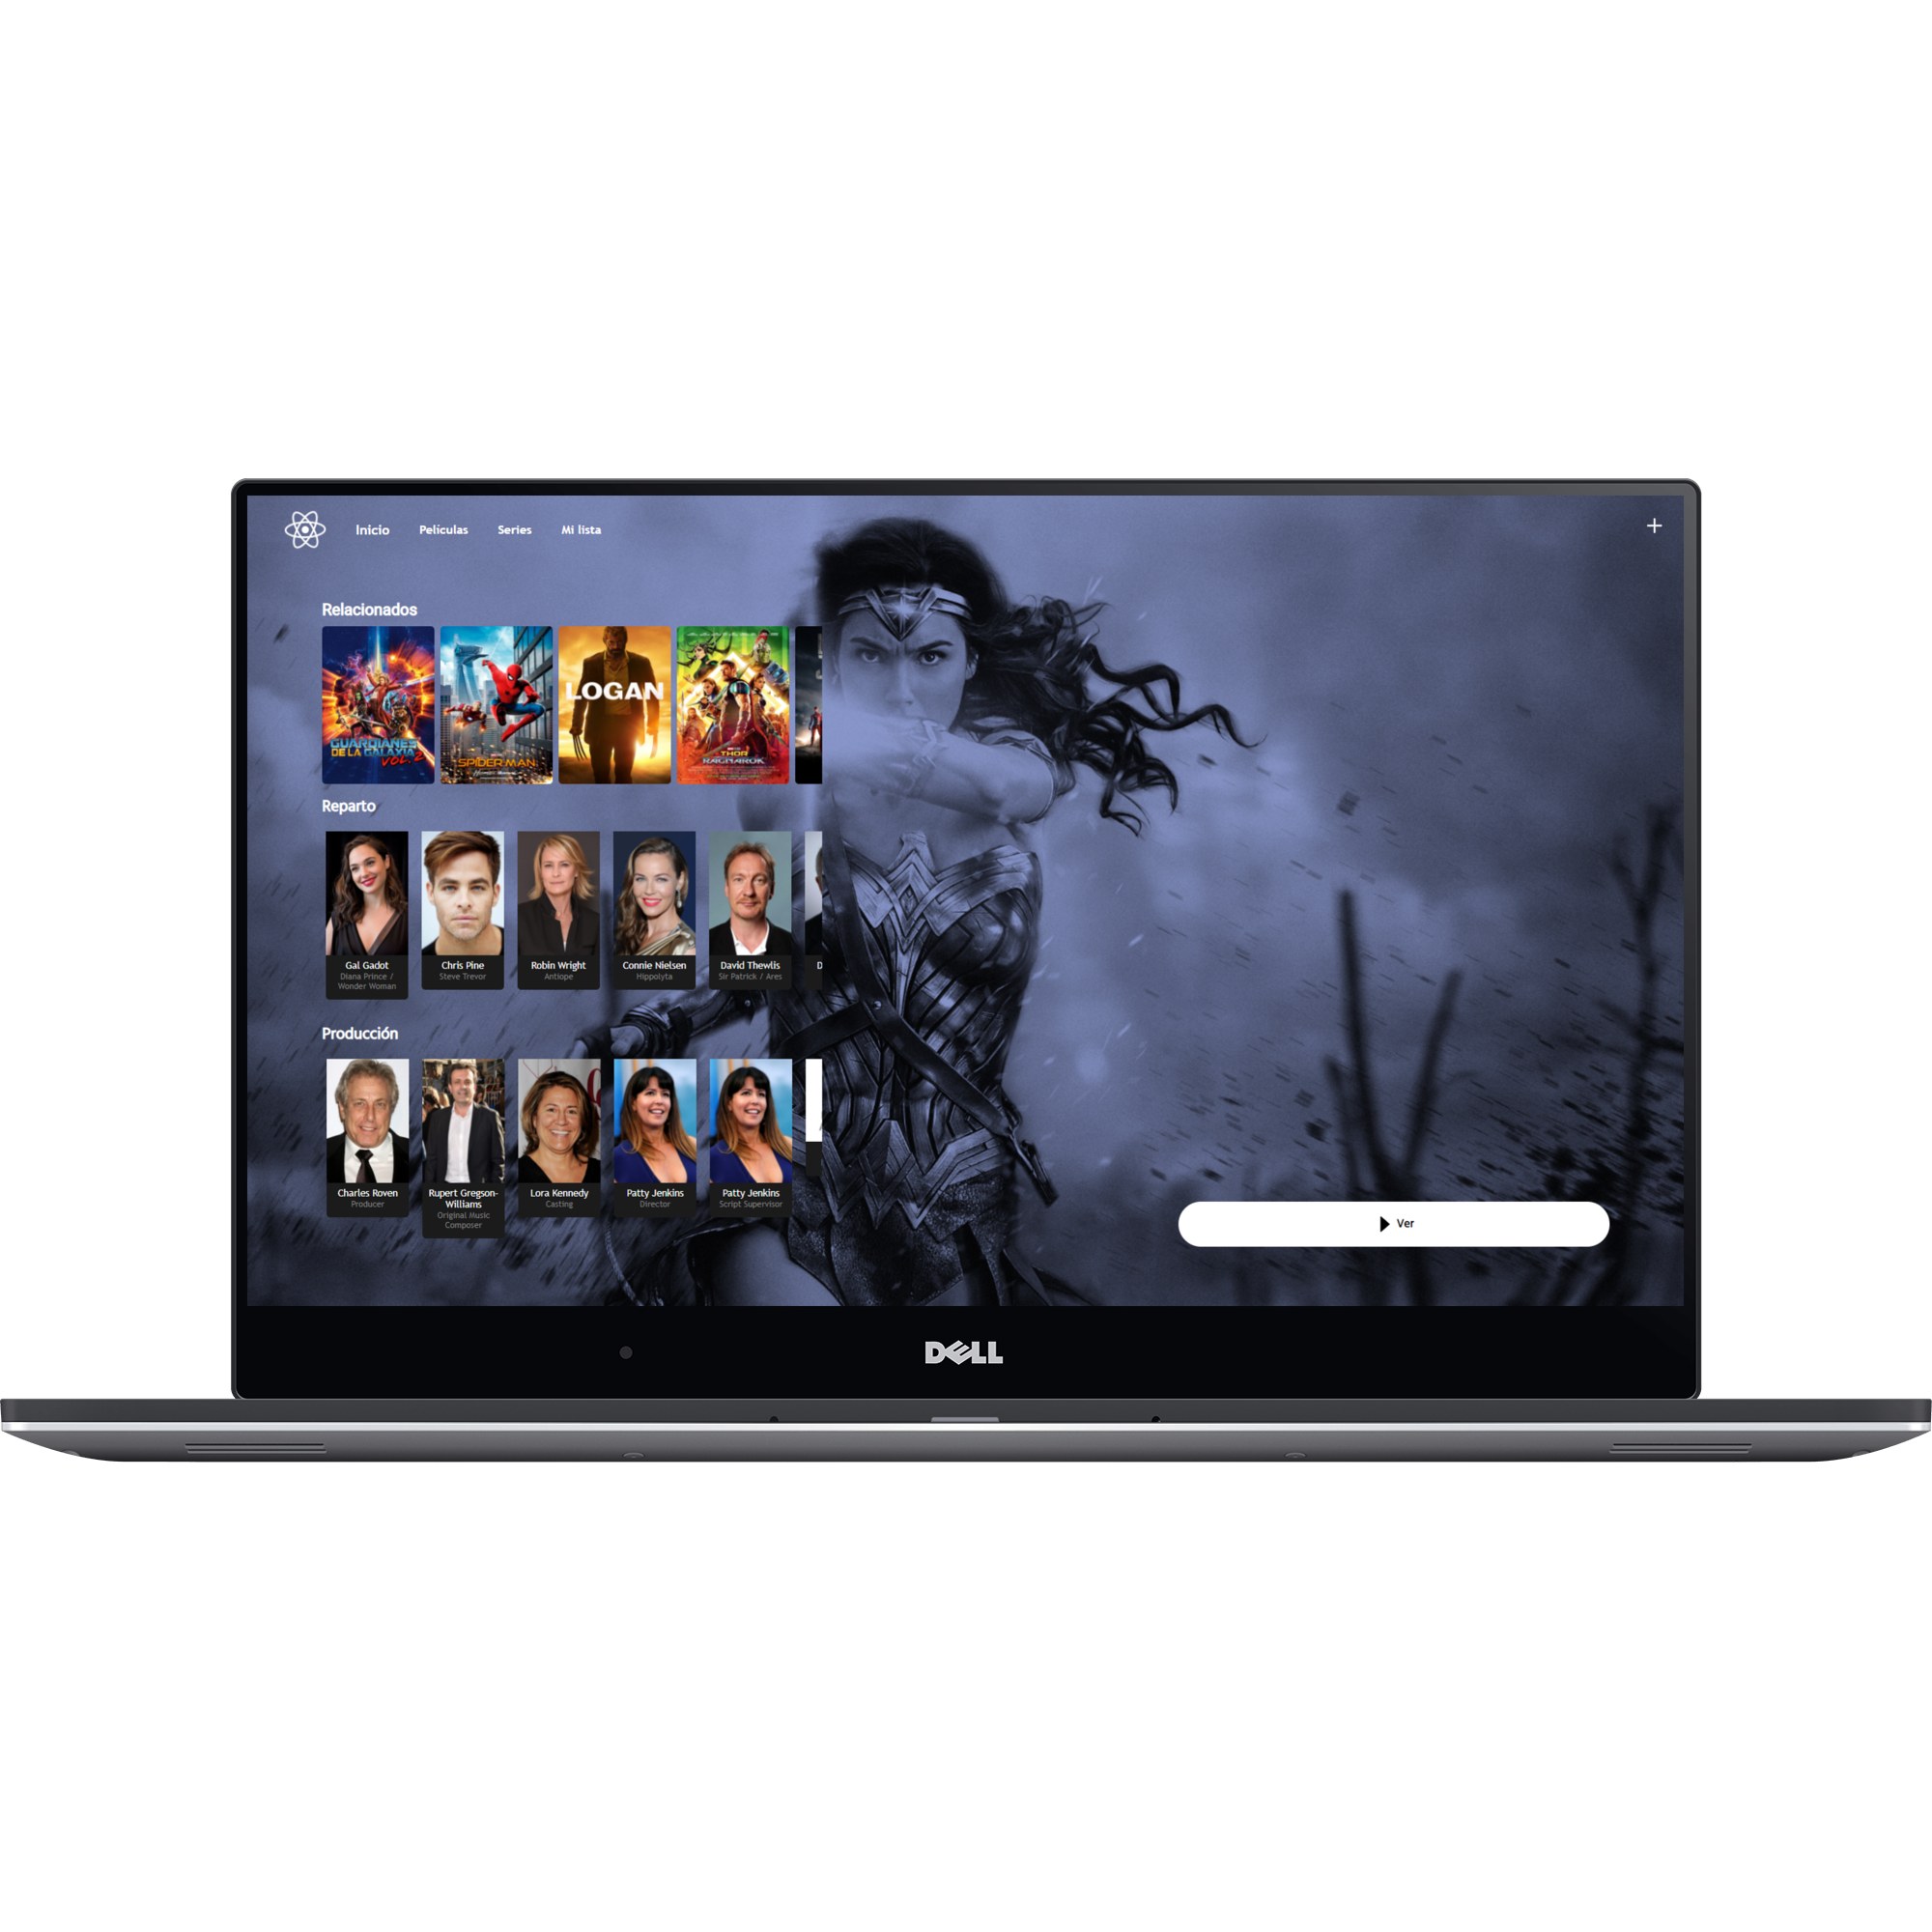 Inicio Películas Series Mi lista
Relacionados
GUARDIANES
DE LA GALAXIA
VOL. 2
SPIDER-MAN
LOGAN
THOR
RAGNAROK
Reparto
Gal Gadot
Diana Prince /
Wonder Woman
Chris Pine
Steve Trevor
Robin Wright
Antiope
Connie Nielsen
Hippolyta
David Thewlis
Sir Patrick / Ares
D
Producción
Charles Roven
Producer
Rupert Gregson-
Williams
Original Music
Composer
Lora Kennedy
Casting
Patty Jenkins
Director
Patty Jenkins
Script Supervisor
Ver
DELL